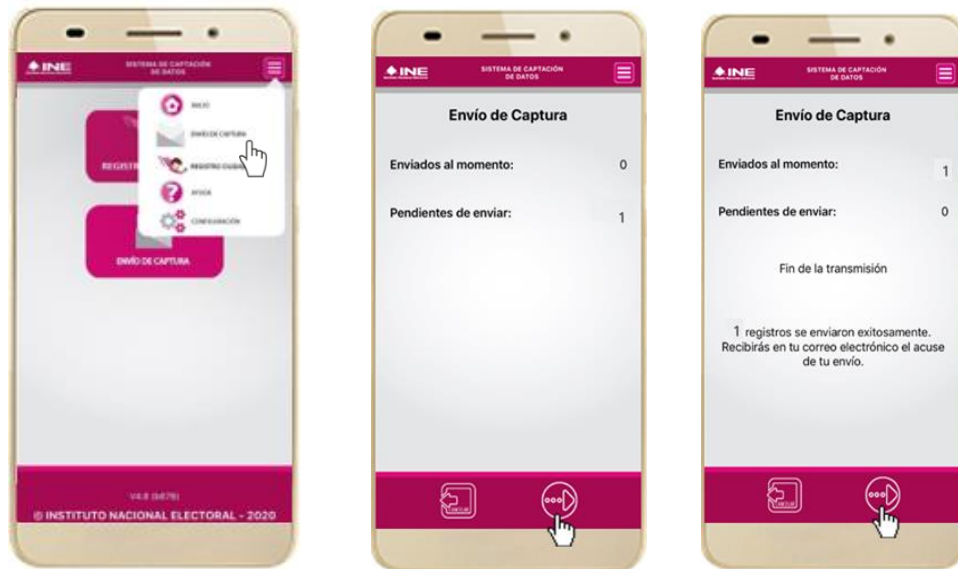 INE
SISTEMA DE CAPTACIÓN
DE DATOS
INICIO
ENVÍO DE CAPTURA
REGISTRO
AYUDA
CONFIGURACIÓN
ENVÍO DE CAPTURA
V4.8
© INSTITUTO NACIONAL ELECTORAL - 2020
INE
SISTEMA DE CAPTACIÓN
DE DATOS
Envío de Captura
Enviados al momento: 0
Pendientes de enviar: 1
INE
SISTEMA DE CAPTACIÓN
DE DATOS
Envío de Captura
Enviados al momento: 1
Pendientes de enviar: 0
Fin de la transmisión
1 registros se enviaron exitosamente.
Recibirás en tu correo electrónico el acuse
de tu envío.